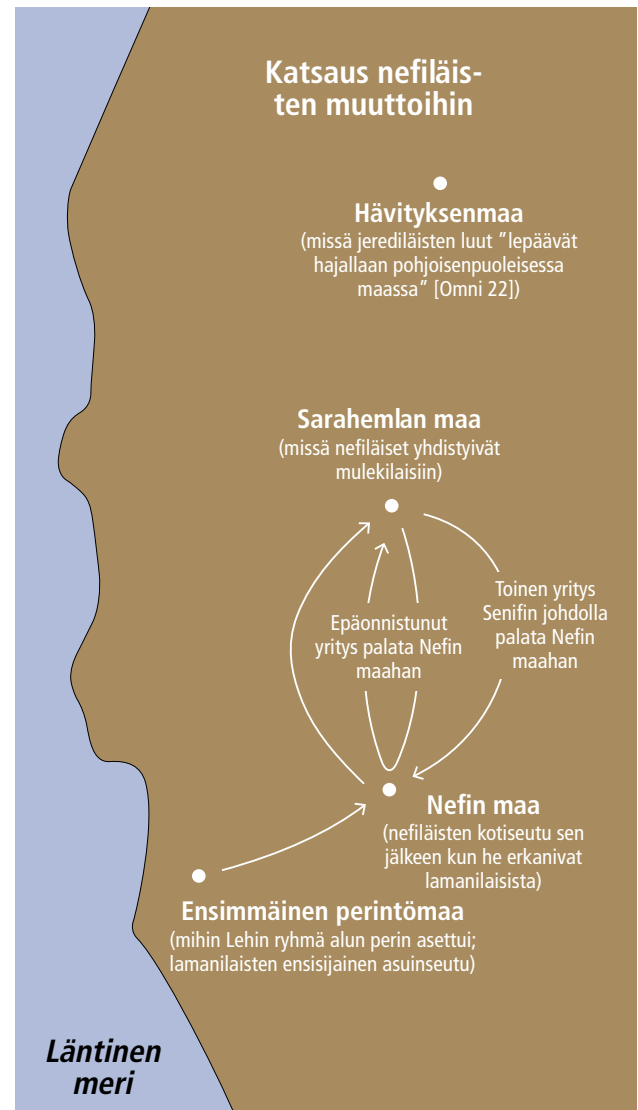 Katsaus nefiläis-
ten muuttoihin
Hävityksenmaa
(missä jerediläisten luut ”lepäävät
hajallaan pohjoisenpuoleisessa
maassa” [Omni 22])
Sarahemlan maa
(missä nefiläiset yhdistyivät
mulekilaisiin)
Epäonnistunut
yritys palata Nefin
maahan
Toinen yritys
Senifin johdolla
palata Nefin
maahan
Nefin maa
(nefiläisten kotiseutu sen
jälkeen kun he erkanivat
lamanilaisista)
Ensimmäinen perintömaa
(mihin Lehin ryhmä alun perin asettui;
lamanilaisten ensisijainen asuinseutu)
Läntinen
meri